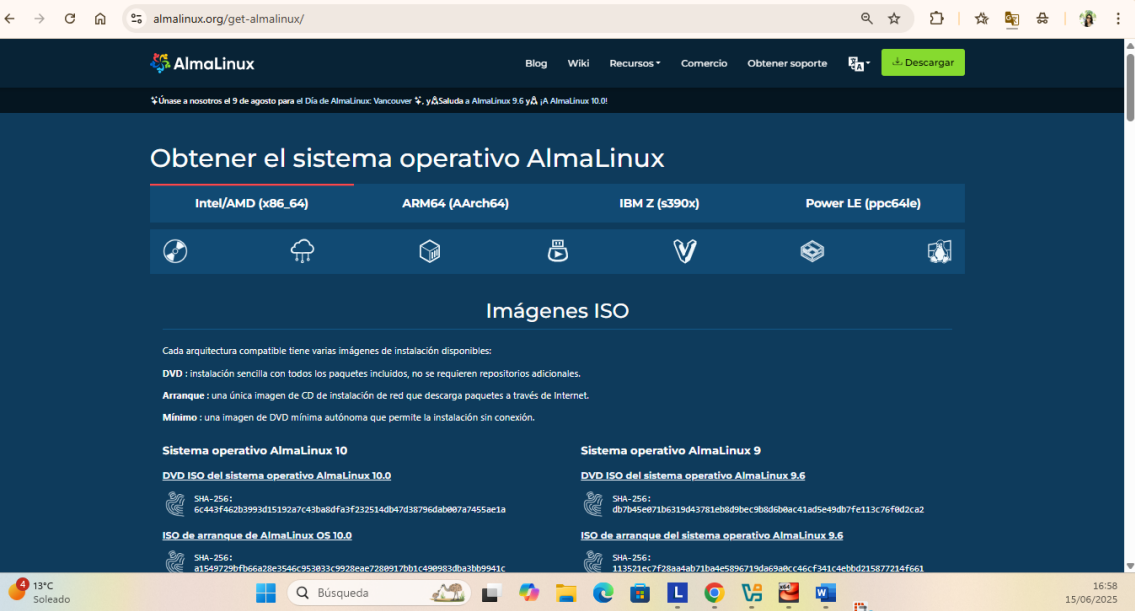 almalinux.org/get-almalinux/
AlmaLinux
Blog Wiki Recursos Comercio Obtener soporte Descargar
Únase a nosotros el 9 de agosto para el Día de AlmaLinux: Vancouver , y Saluda a AlmaLinux 9.6 y ¡A AlmaLinux 10.0!
Obtener el sistema operativo AlmaLinux
Intel/AMD (x86_64) ARM64 (AArch64) IBM Z (s390x) Power LE (ppc64le)
Imágenes ISO
Cada arquitectura compatible tiene varias imágenes de instalación disponibles:
DVD : instalación sencilla con todos los paquetes incluidos, no se requieren repositorios adicionales.
Arranque : una única imagen de CD de instalación de red que descarga paquetes a través de Internet.
Mínimo : una imagen de DVD mínima autónoma que permite la instalación sin conexión.
Sistema operativo AlmaLinux 10
DVD ISO del sistema operativo AlmaLinux 10.0
SHA-256:
6c443f462b3993d15192a7c43ba8dfa3f232514db47d38796dab007a7455ae1a
ISO de arranque de AlmaLinux OS 10.0
SHA-256:
a1549729bfb66a28e3546c953033c9928eae7280917bb1c490983dba3bb9941c
Sistema operativo AlmaLinux 9
DVD ISO del sistema operativo AlmaLinux 9.6
SHA-256:
db7b45e071b6319d43781eb8d9bec9b8d6b0ac41ad5e49db7fe113c76f0d2ca2
ISO de arranque del sistema operativo AlmaLinux 9.6
SHA-256:
113521ec7f28aa4ab71ba4e5896719da69a0cc46cf341c4ebbd215877214f661
4
13°C
Soleado
Búsqueda
L
W
16:58
15/06/2025